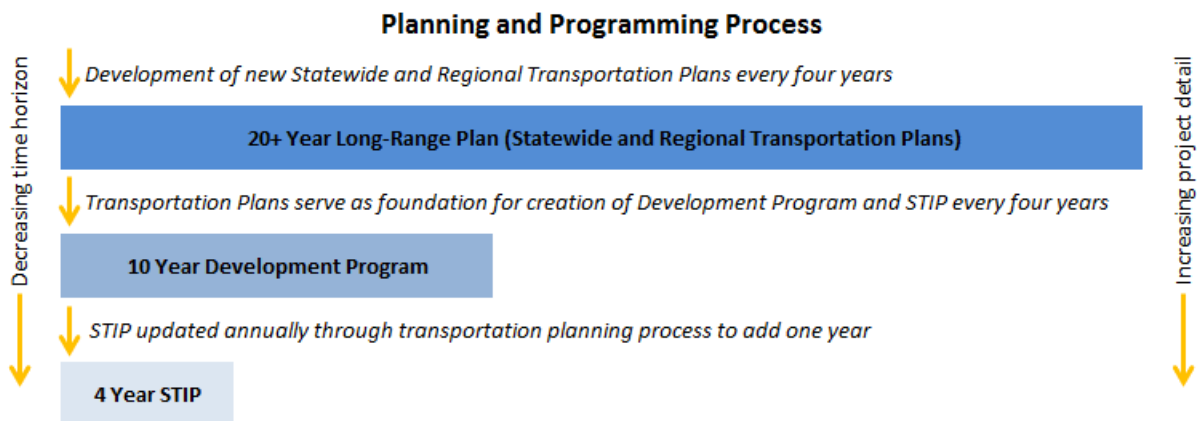 Planning and Programming Process
Decreasing time horizon
Development of new Statewide and Regional Transportation Plans every four years
20+ Year Long-Range Plan (Statewide and Regional Transportation Plans)
Transportation Plans serve as foundation for creation of Development Program and STIP every four years
10 Year Development Program
STIP updated annually through transportation planning process to add one year
4 Year STIP
Increasing project detail